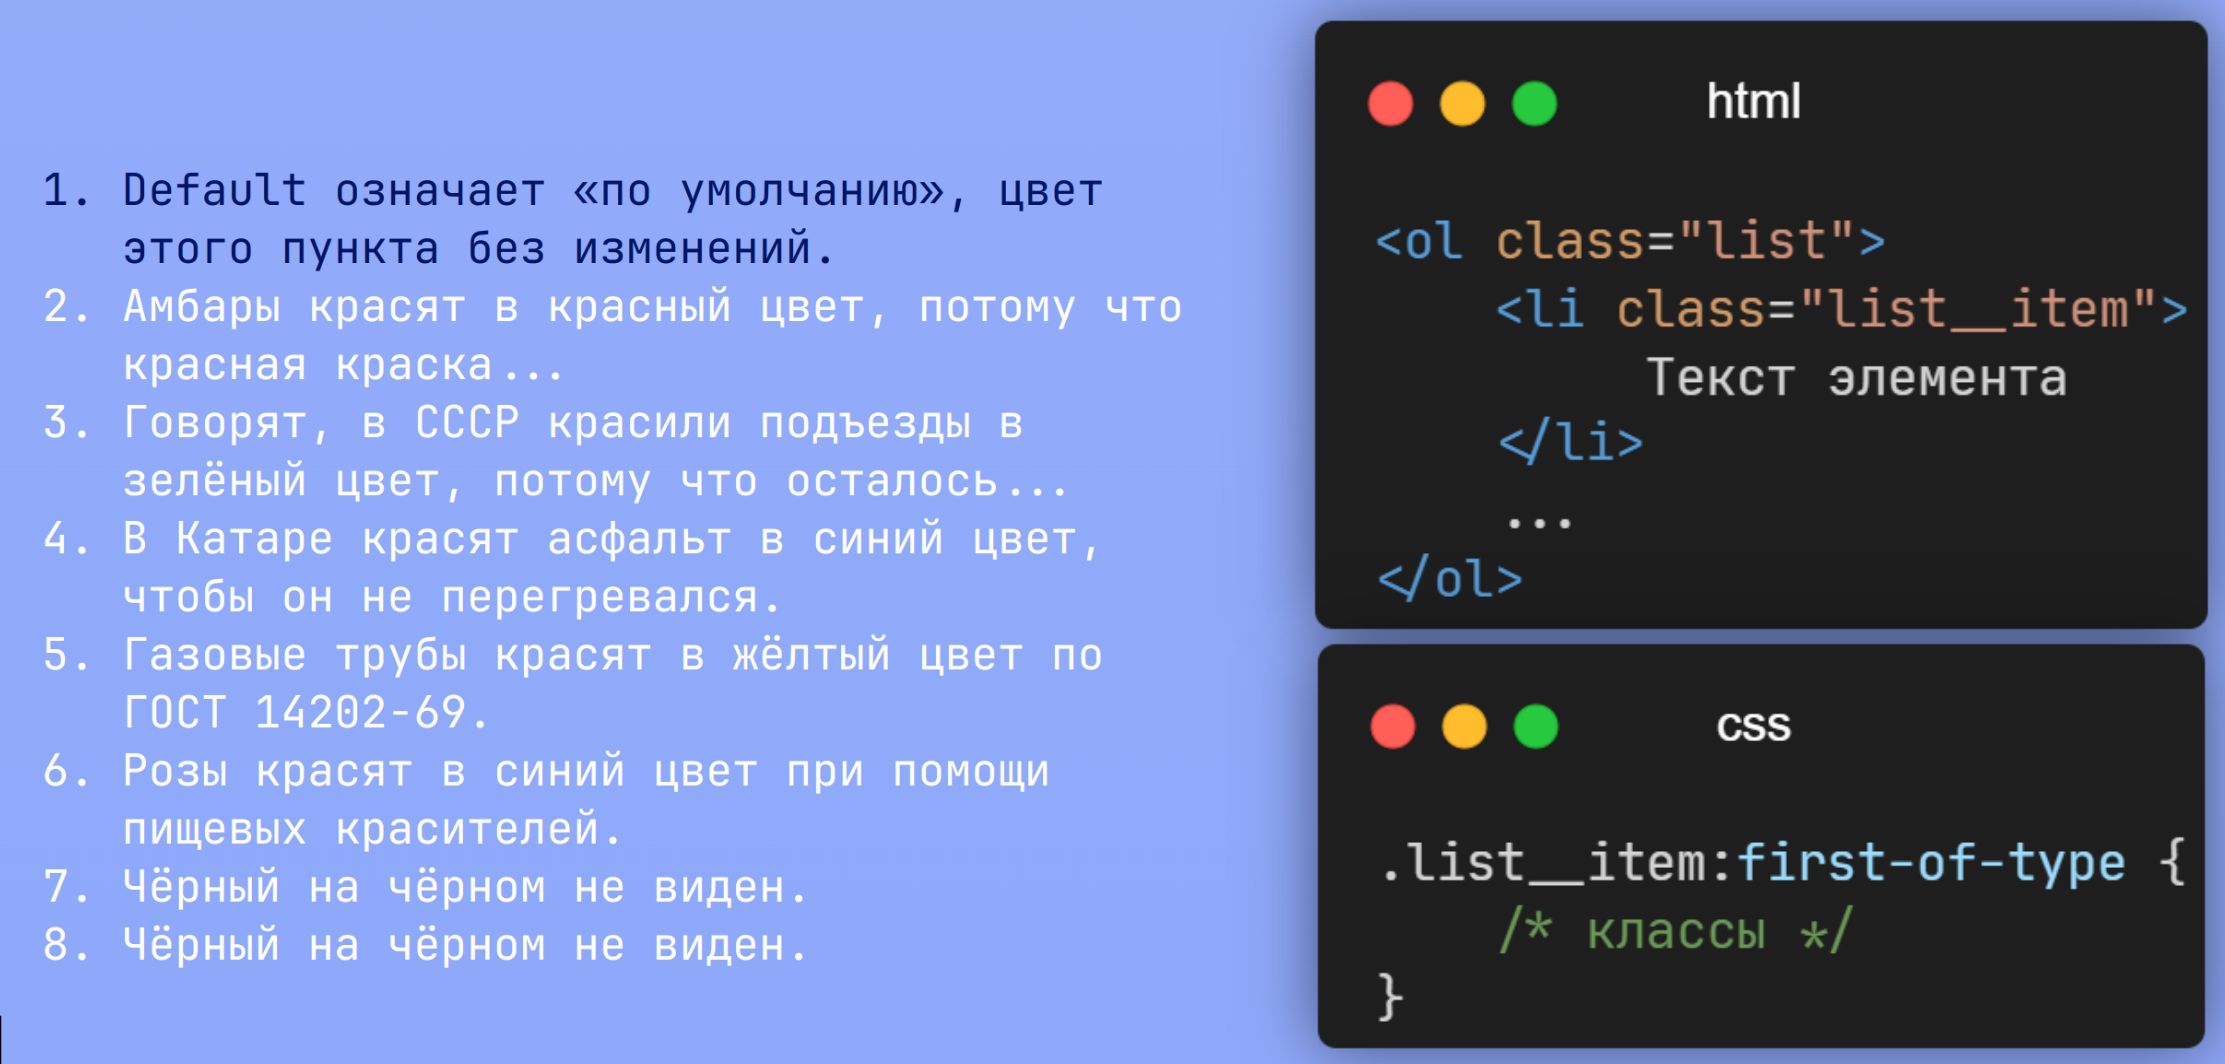 1. Default означает «по умолчанию», цвет
этого пункта без изменений.
2. Амбары красят в красный цвет, потому что
красная краска...
3. Говорят, в СССР красили подъезды в
зелёный цвет, потому что осталось...
4. В Катаре красят асфальт в синий цвет,
чтобы он не перегревался.
5. Газовые трубы красят в жёлтый цвет по
ГОСТ 14202-69.
6. Розы красят в синий цвет при помощи
пищевых красителей.
7. Чёрный на чёрном не виден.
8. Чёрный на чёрном не виден.
html
<ol class="list">
<li class="list__item">
Текст элемента
</li>
...
</ol>
css
.list__item:first-of-type {
/* классы */
}